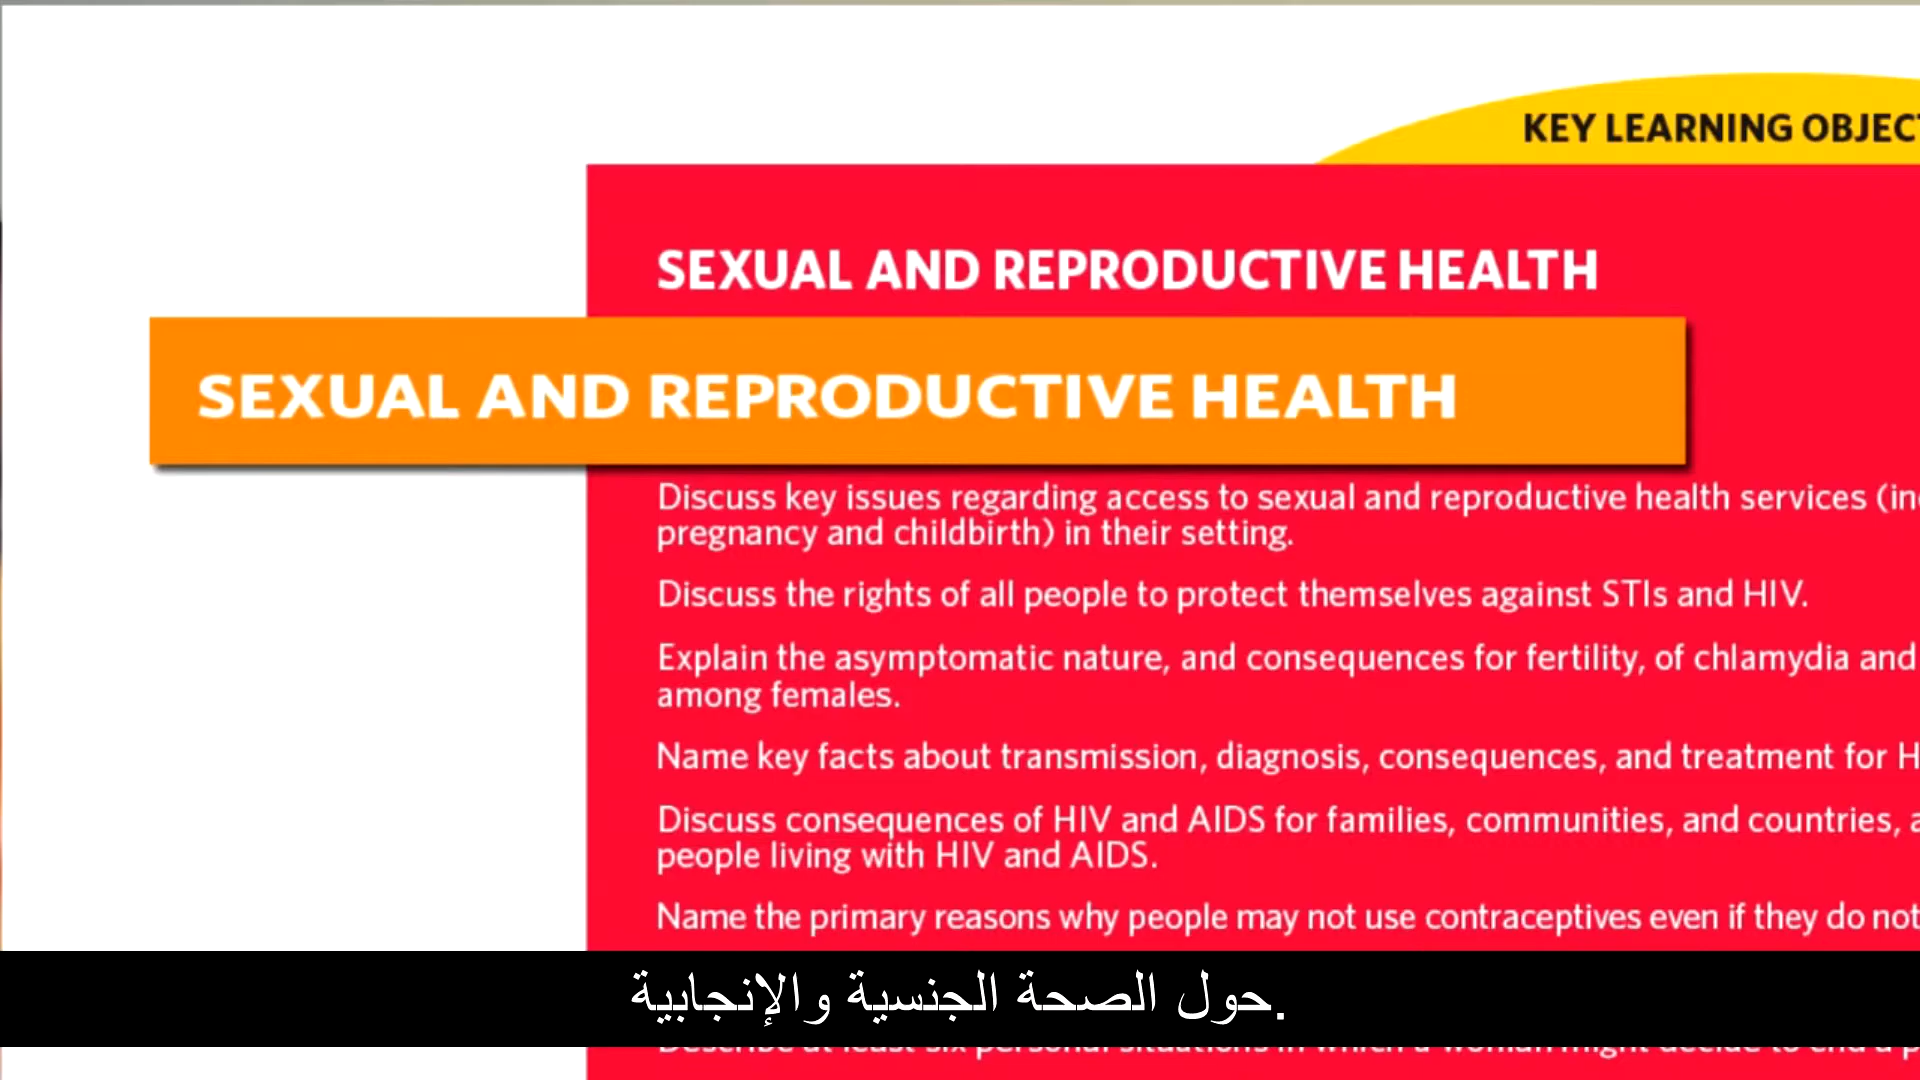 KEY LEARNING
SEXUAL AND REPRODUCTIVE HEALTH
SEXUAL AND REPRODUCTIVE HEALTH
Discuss key issues regarding access to sexual and reproductive health services
pregnancy and childbirth) in their setting.
Discuss the rights of all people to protect themselves against STIs and HIV.
Explain the asymptomatic nature, and consequences for fertility, of chlamydia and
among females.
Name key facts about transmission, diagnosis, consequences, and treatment for
Discuss consequences of HIV and AIDS for families, communities, and countries,
people living with HIV and AIDS.
Name the primary reasons why people may not use contraceptives even if they do not
حول الصحة الجنسية والإنجابية.